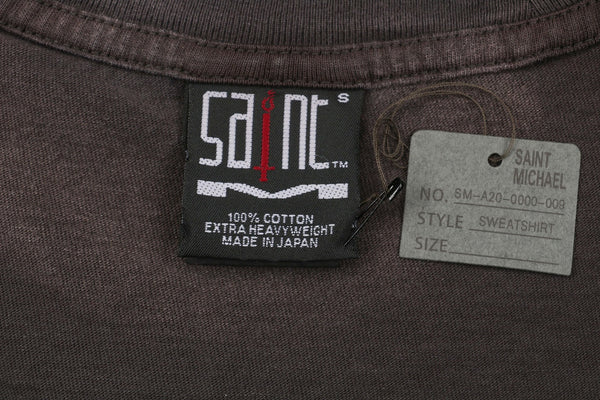 saint S
TM
100% COTTON
EXTRA HEAVYWEIGHT
MADE IN JAPAN
SAINT
MICHAEL
NO. SM-A20-0000-009
STYLE SWEATSHIRT
SIZE